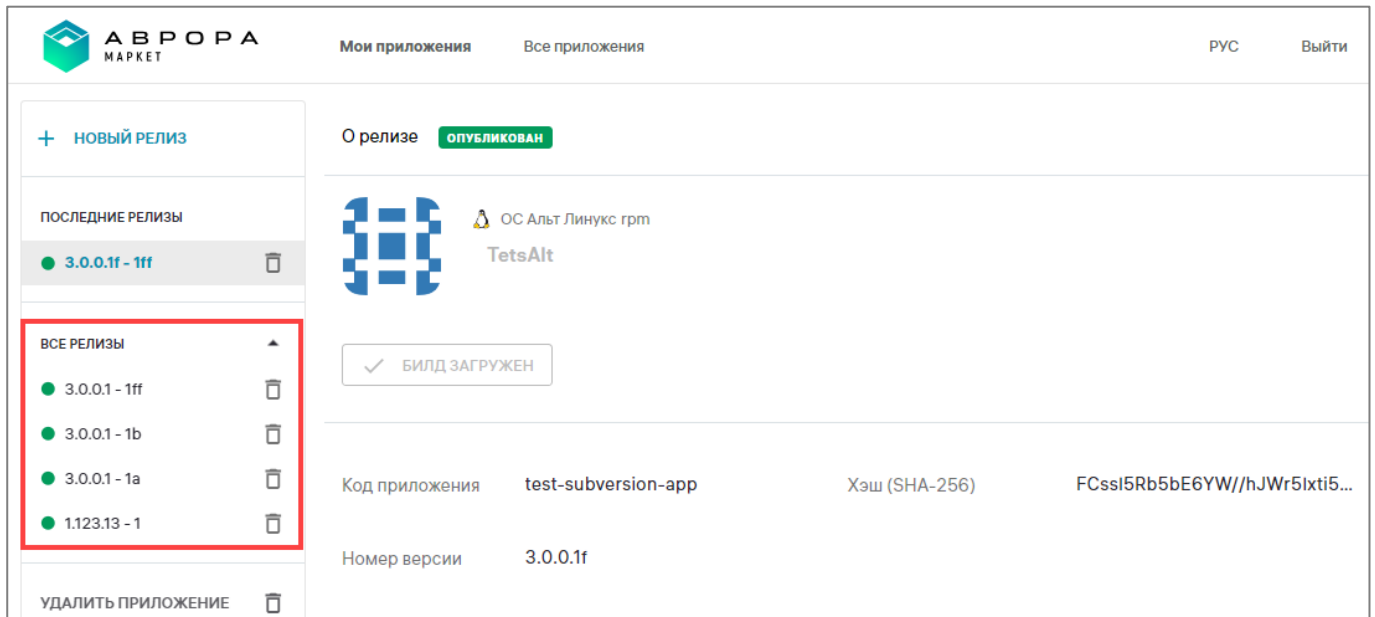 АВРОРА
МАРКЕТ
Мои приложения
Все приложения
РУС
Выйти
+ НОВЫЙ РЕЛИЗ
О релизе
ОПУБЛИКОВАН
ПОСЛЕДНИЕ РЕЛИЗЫ
3.0.0.1f - 1ff
ОС Альт Линукс rpm
TetsAlt
ВСЕ РЕЛИЗЫ
3.0.0.1 - 1ff
3.0.0.1 - 1b
3.0.0.1 - 1a
1.123.13 - 1
БИЛД ЗАГРУЖЕН
Код приложения
test-subversion-app
Хэш (SHA-256)
FCssI5Rb5bE6YW//hJWr5Ixti5...
Номер версии
3.0.0.1f
УДАЛИТЬ ПРИЛОЖЕНИЕ